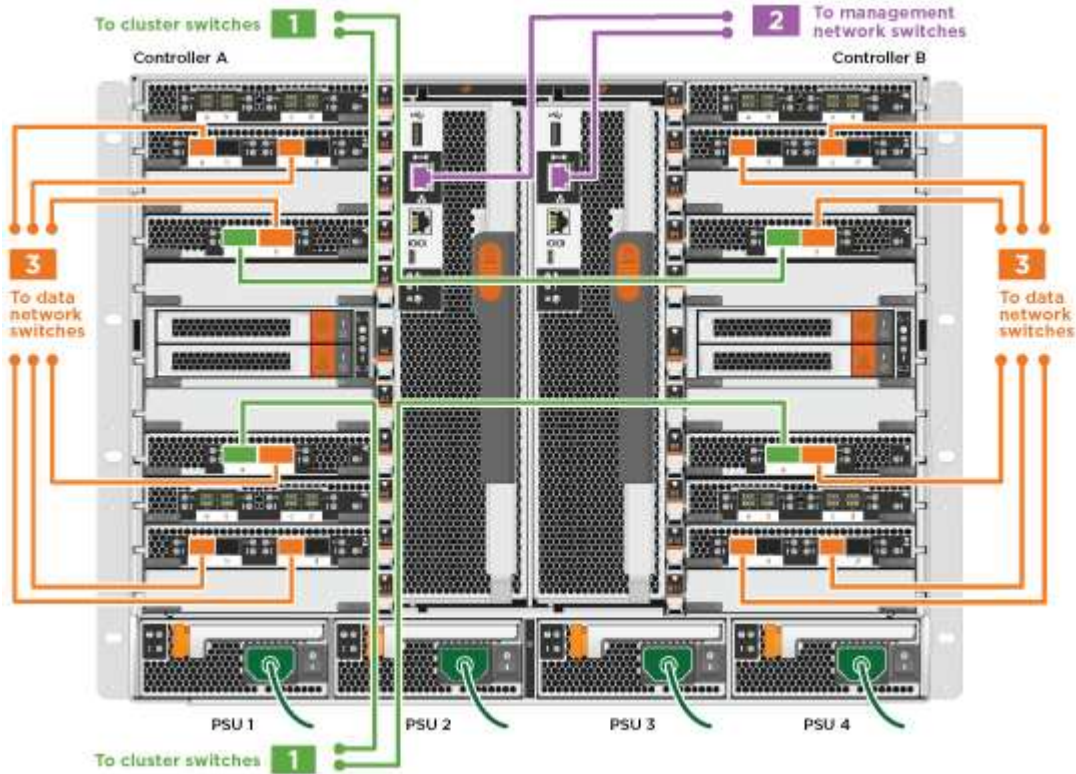 To cluster switches 1
2 To management
network switches
Controller A
Controller B
3
To data
network
switches
3
To data
network
switches
PSU 1
PSU 2
PSU 3
PSU 4
To cluster switches 1